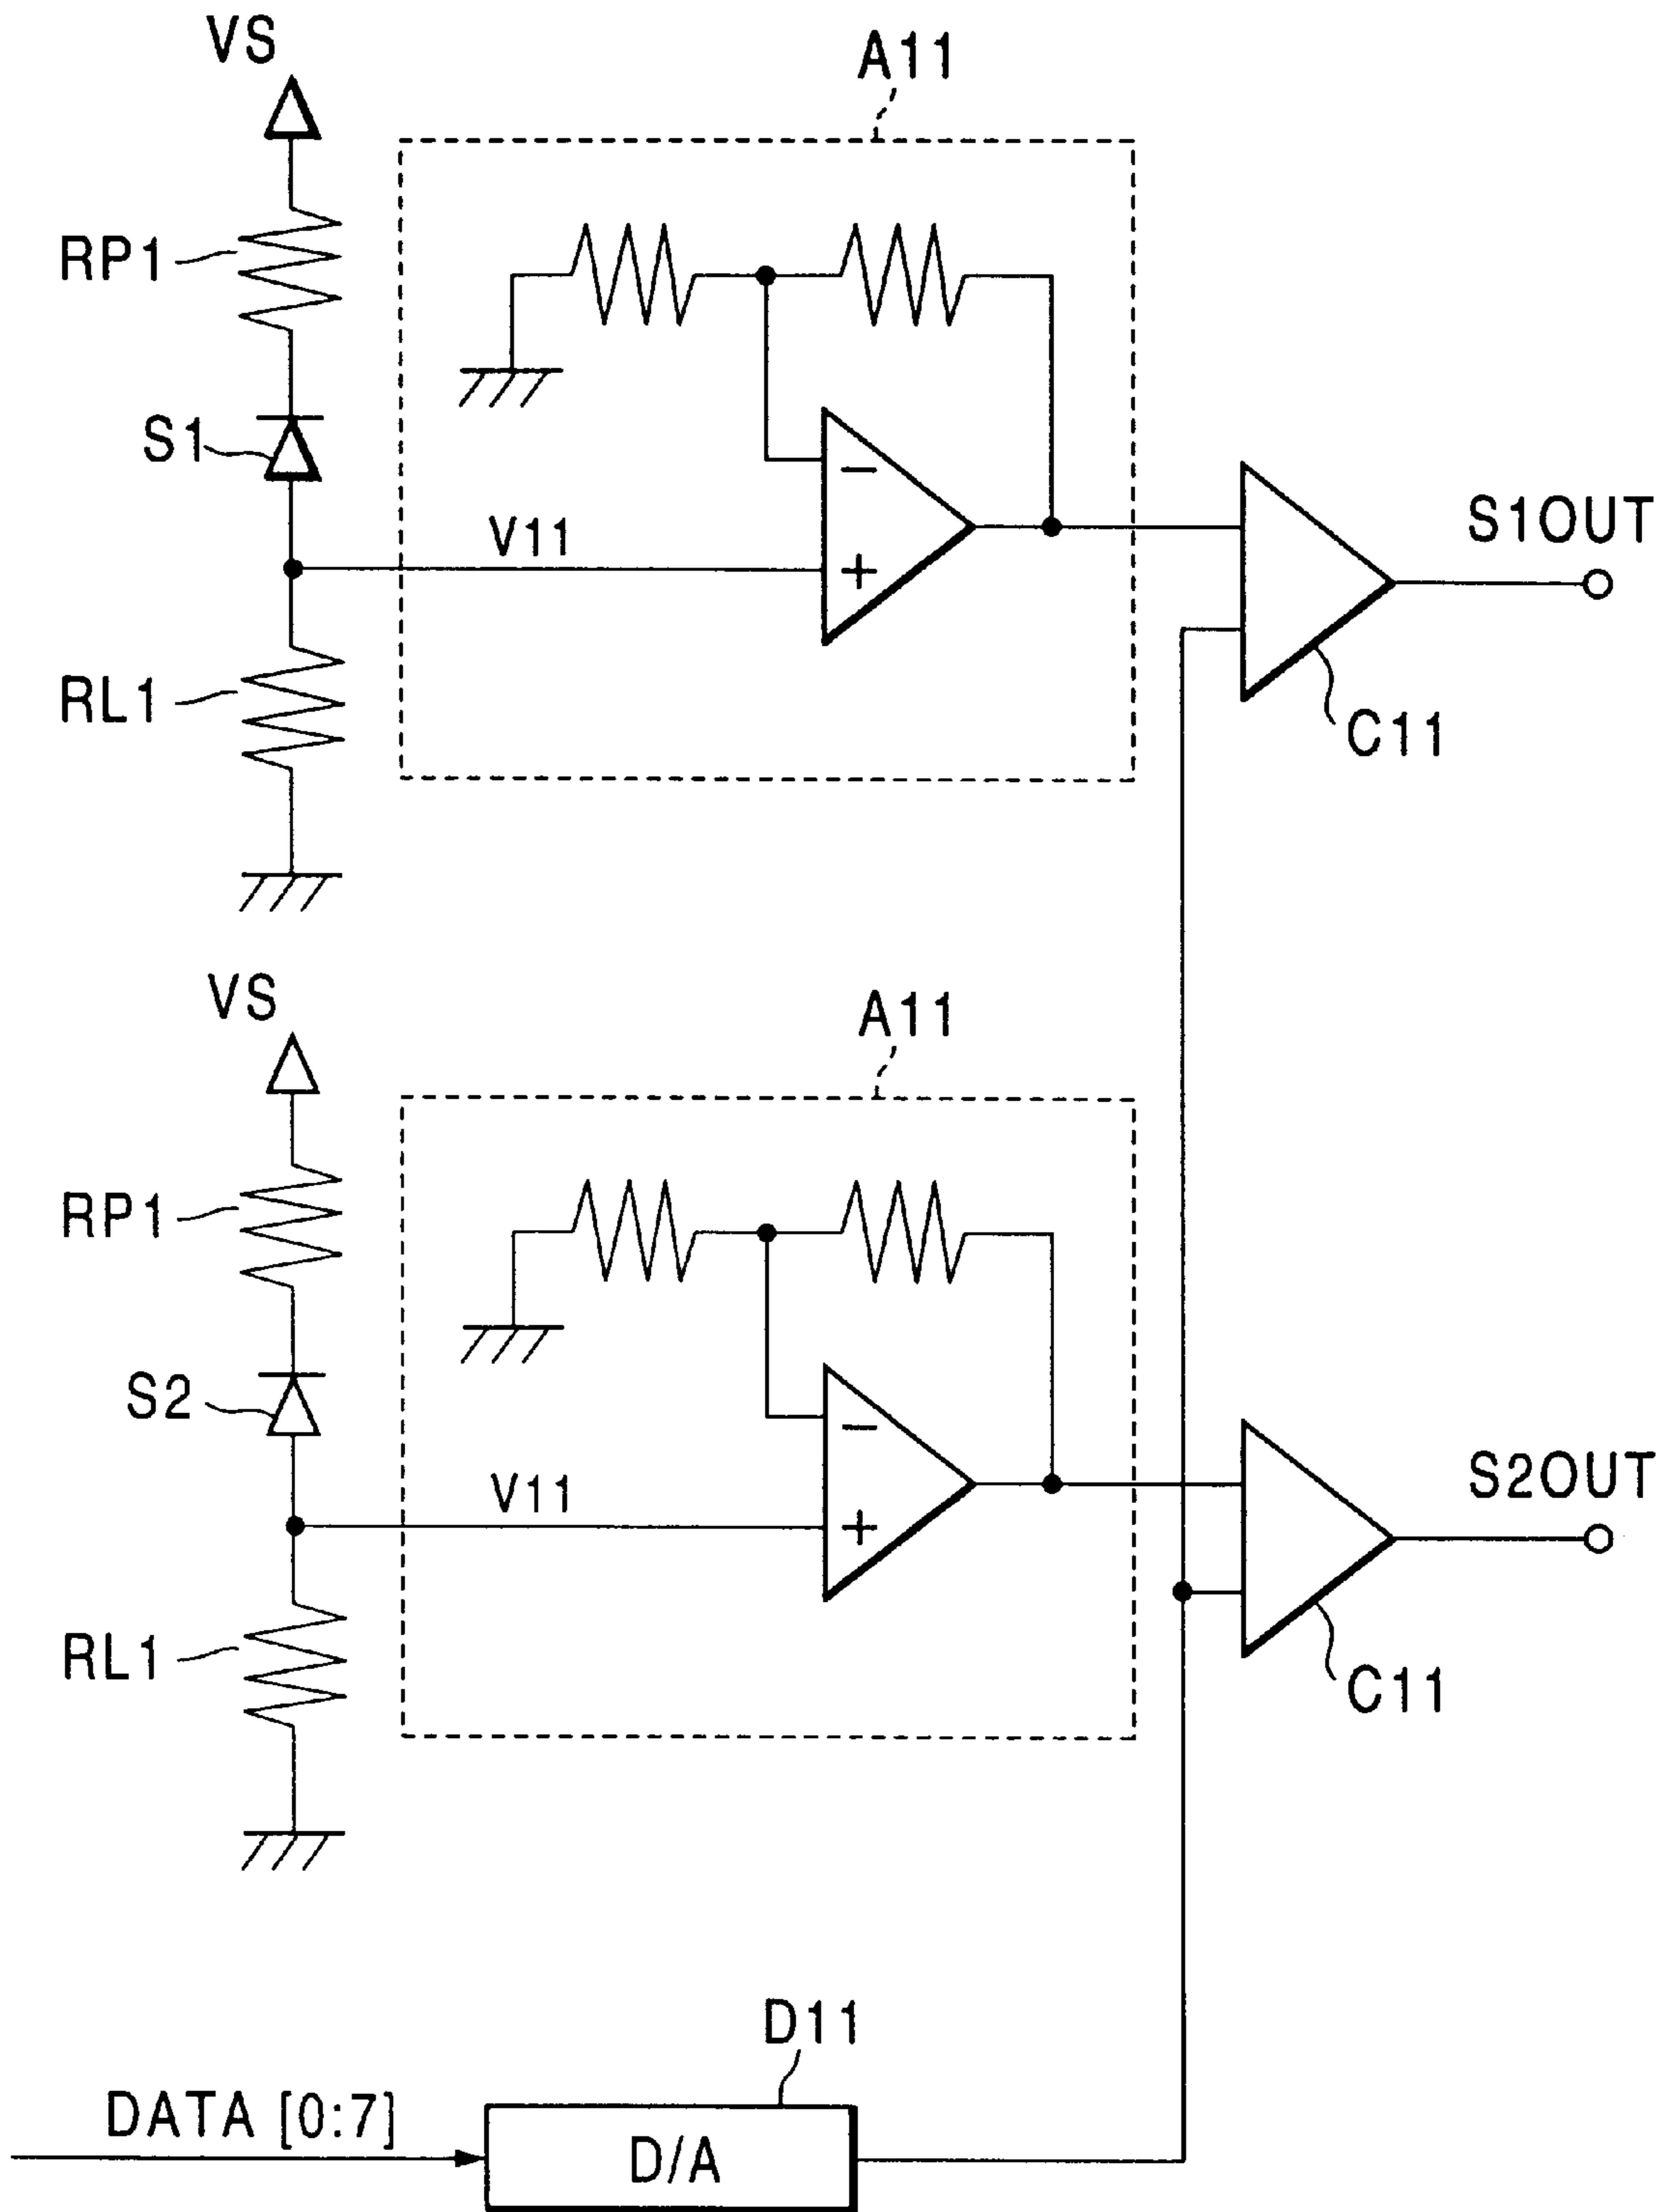 VS
A11
RP1
S1
V11
S1OUT
RL1
C11
VS
A11
RP1
S2
V11
S2OUT
RL1
C11
D11
DATA [0:7]
D/A
− 
+
−
+